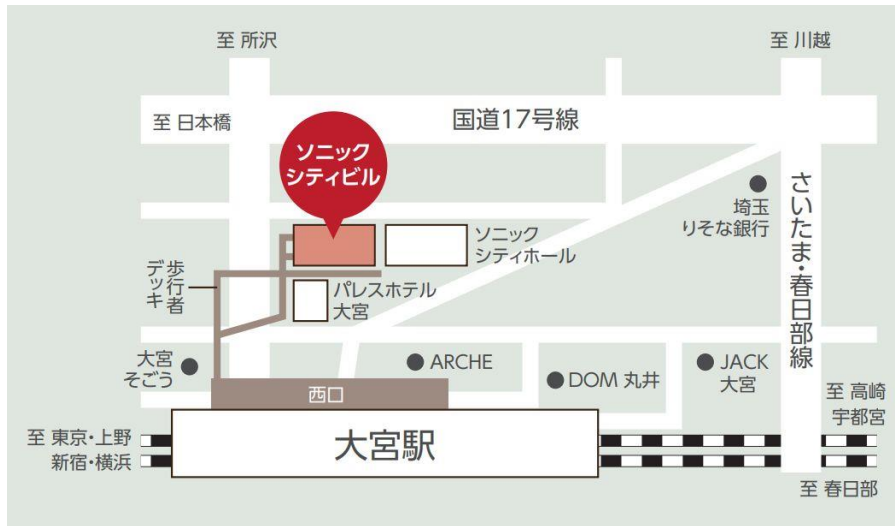 至 所沢
至 川越
至 日本橋
国道17号線
ソニック
シティビル
埼玉
りそな銀行
さいたま・春日部線
ソニック
シティホール
歩行者
デッキ
パレスホテル
大宮
大宮
そごう
ARCHE
DOM 丸井
JACK
大宮
西口
至 高崎
宇都宮
至 東京・上野
新宿・横浜
大宮駅
至 春日部